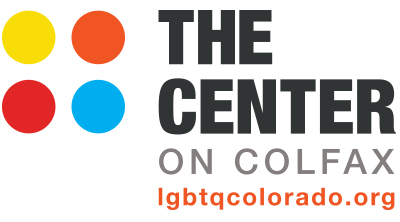 THE
CENTER
ON COLFAX
lgbtqcolorado.org